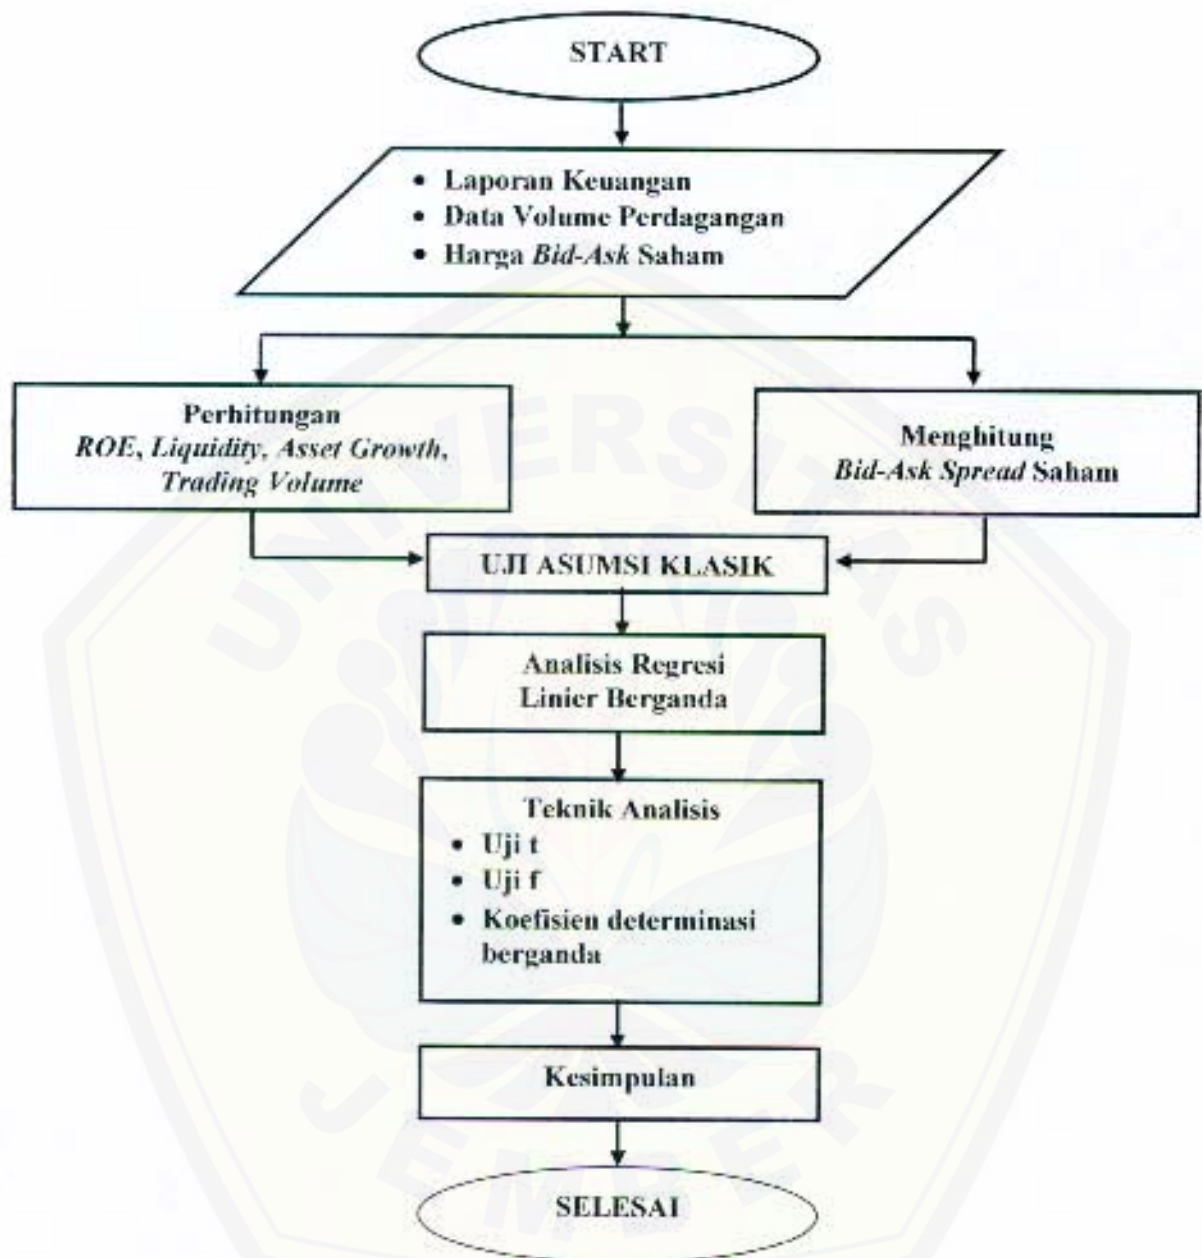 START
• Laporan Keuangan
• Data Volume Perdagangan
• Harga Bid-Ask Saham
Perhitungan
ROE, Liquidity, Asset Growth,
Trading Volume
Menghitung
Bid-Ask Spread Saham
UJI ASUMSI KLASIK
Analisis Regresi
Linier Berganda
Teknik Analisis
• Uji t
• Uji f
• Koefisien determinasi
berganda
Kesimpulan
SELESAI
UNIVERSITAS
JEMBER